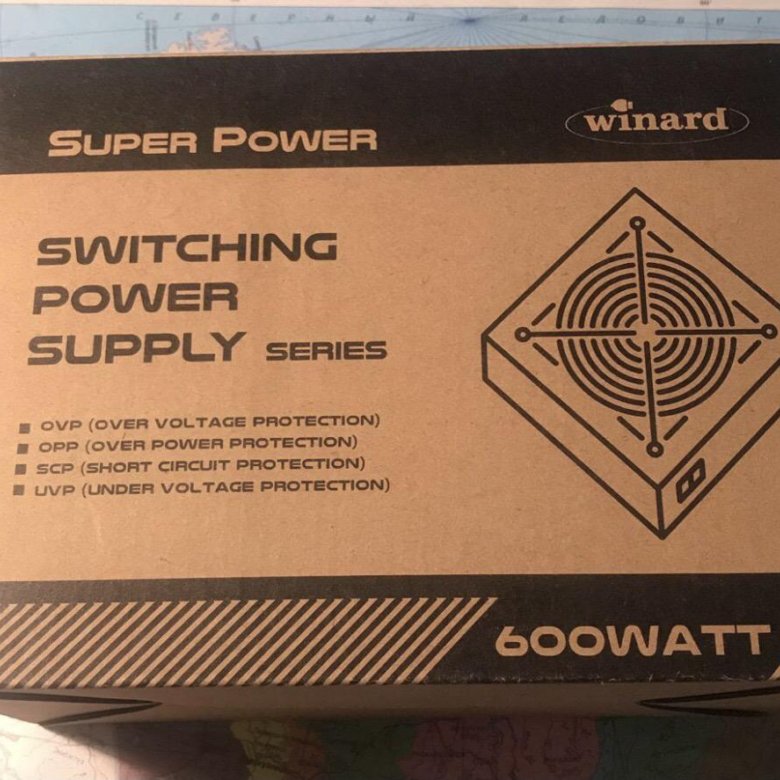 С Е В Е Р Н Ы Й Л Е Д О В И Т
SUPER POWER
winard
SWITCHING
POWER
SUPPLY SERIES
OVP (OVER VOLTAGE PROTECTION)
OPP (OVER POWER PROTECTION)
SCP (SHORT CIRCUIT PROTECTION)
UVP (UNDER VOLTAGE PROTECTION)
600WATT